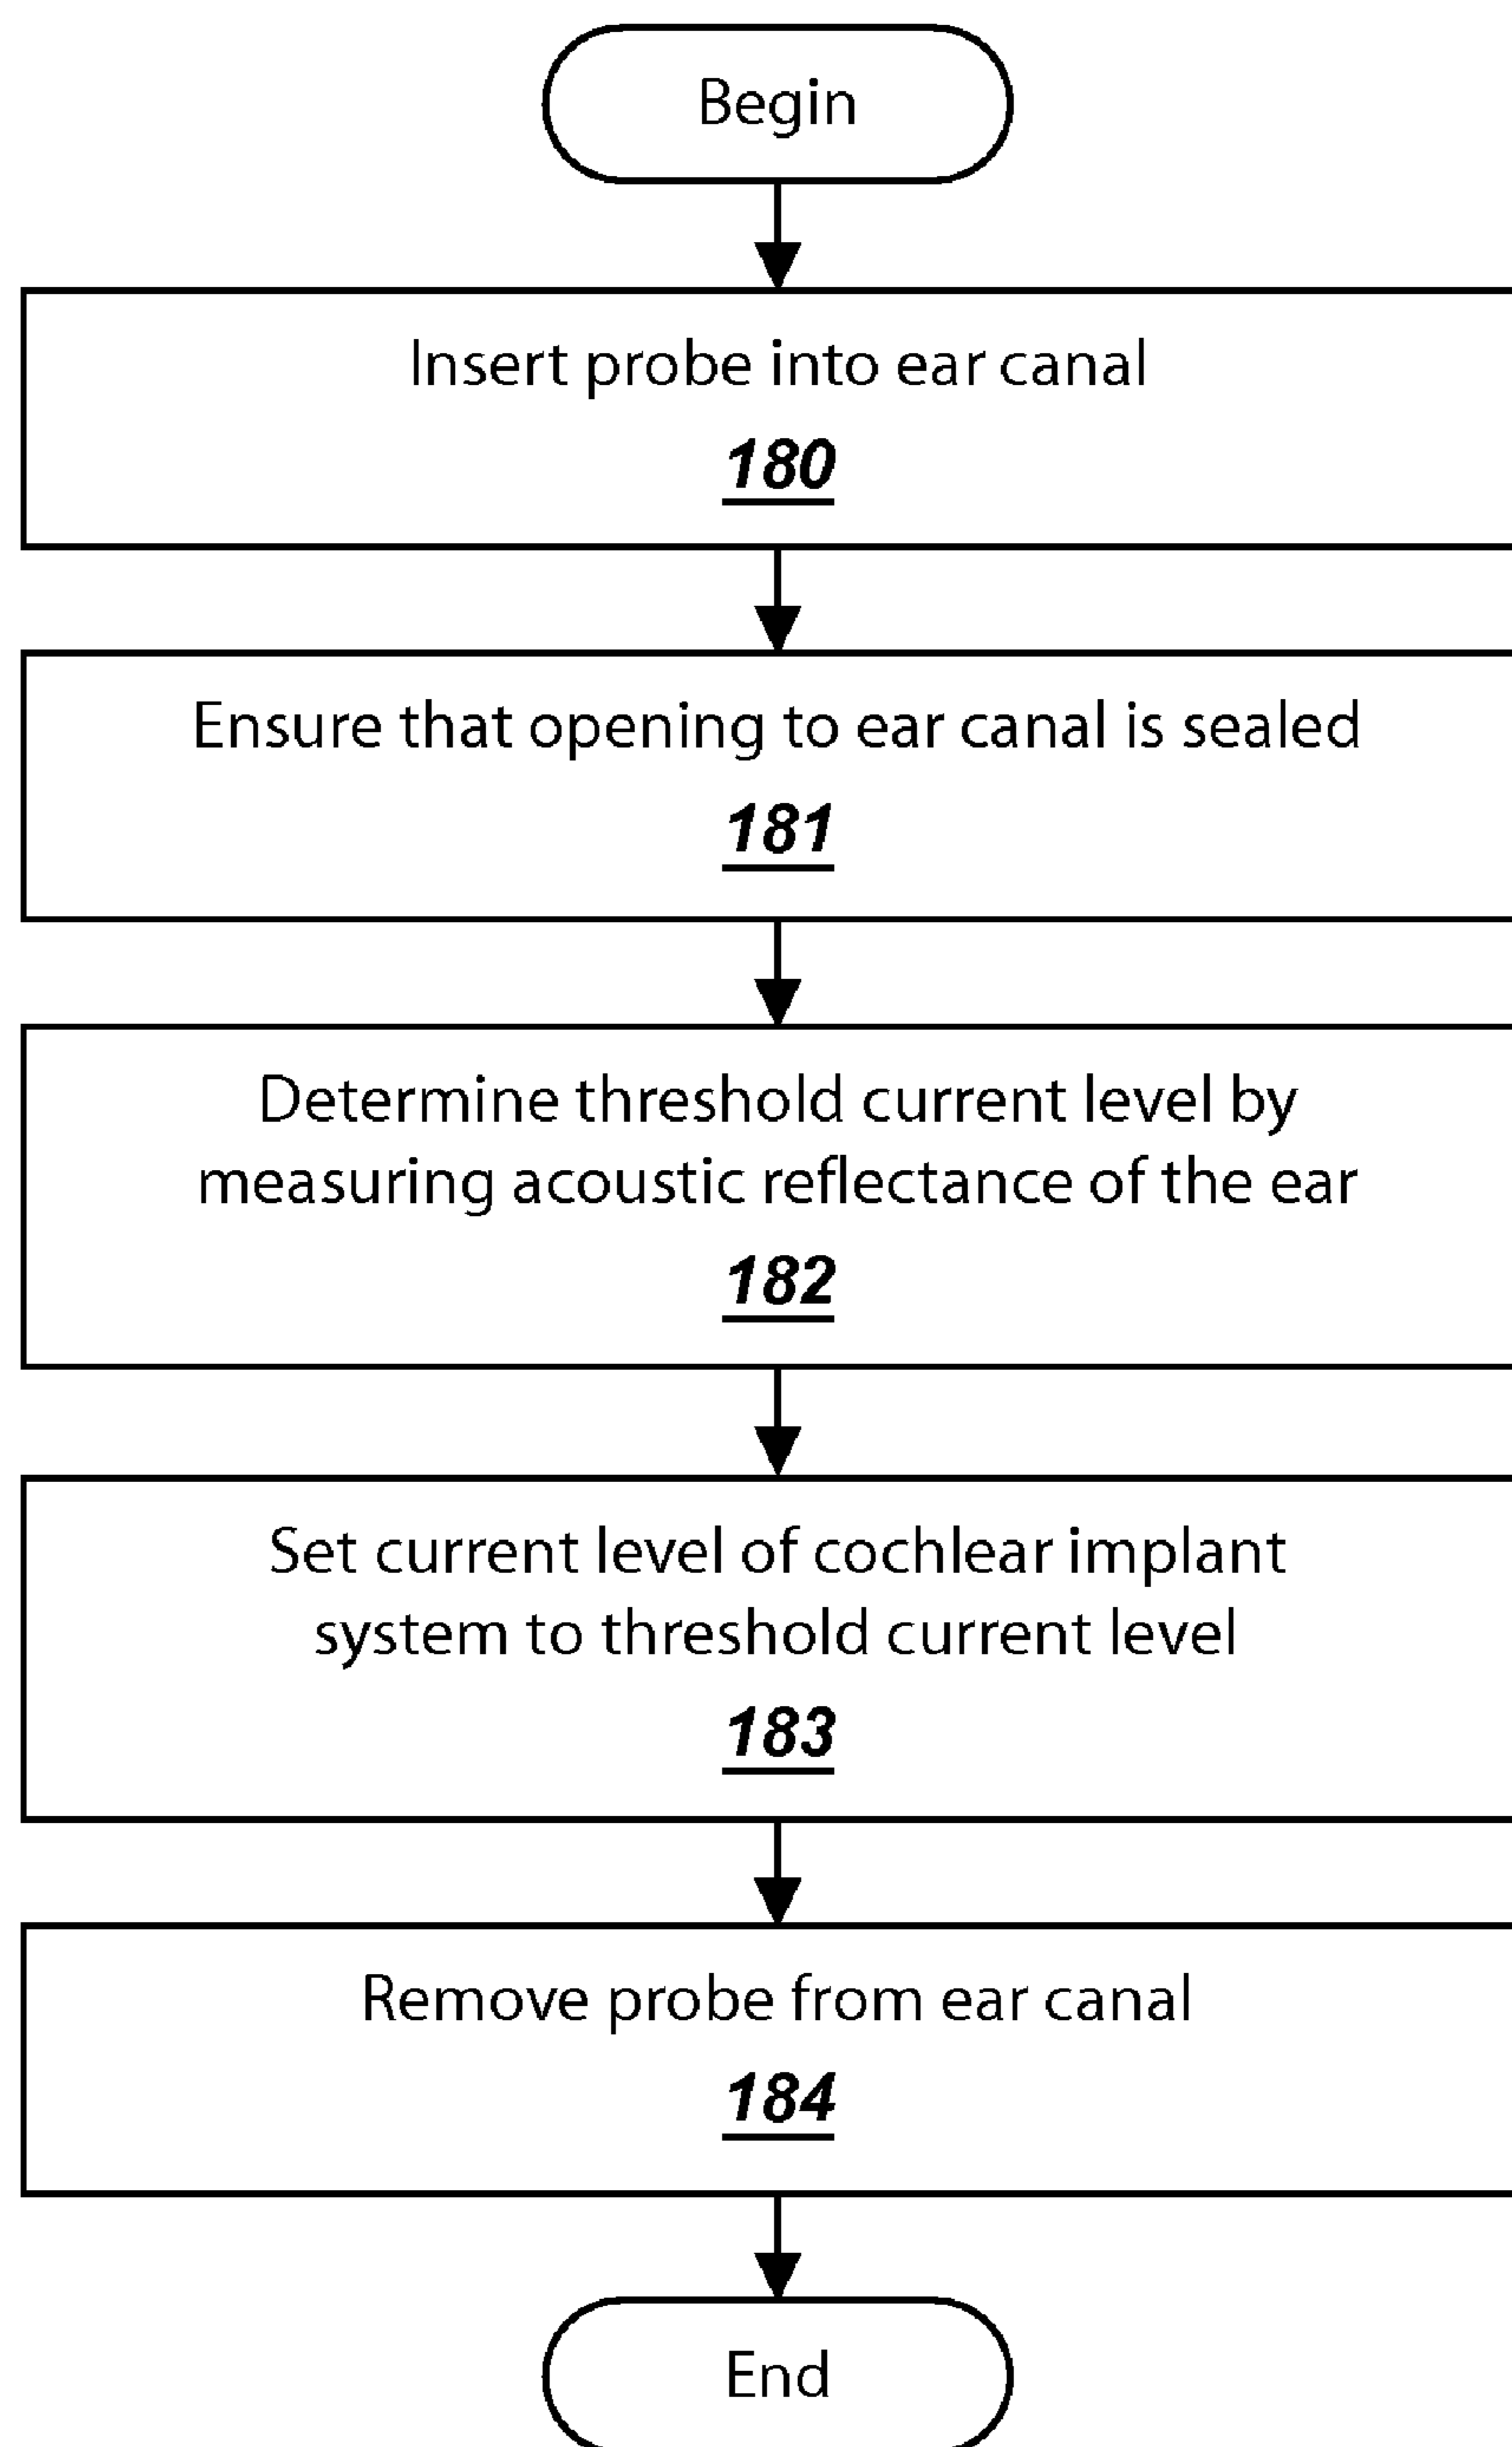 Begin
Insert probe into ear canal
180
Ensure that opening to ear canal is sealed
181
Determine threshold current level by
measuring acoustic reflectance of the ear
182
Set current level of cochlear implant
system to threshold current level
183
Remove probe from ear canal
184
End